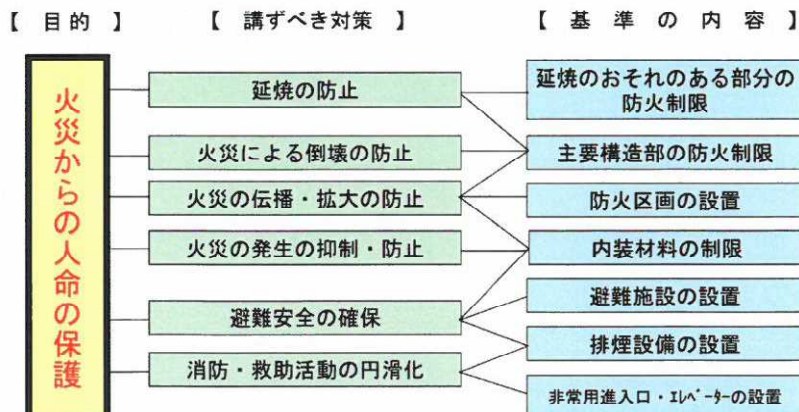 【 目的 】
【 講ずべき対策 】
【 基準の内容 】
火災からの人命の保護
延焼の防止
火災による倒壊の防止
火災の伝播・拡大の防止
火災の発生の抑制・防止
避難安全の確保
消防・救助活動の円滑化
延焼のおそれのある部分の
防火制限
主要構造部の防火制限
防火区画の設置
内装材料の制限
避難施設の設置
排煙設備の設置
非常用進入口・エレベーターの設置